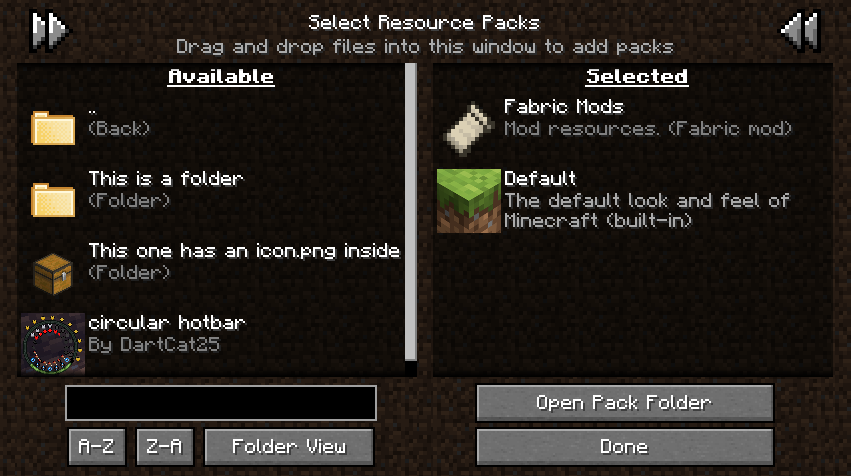 Select Resource Packs
Drag and drop files into this window to add packs
Available
..
(Back)
This is a folder
(Folder)
This one has an icon.png inside
(Folder)
circular hotbar
By DartCat25
A-Z
Z-A
Folder View
Selected
Fabric Mods
Mod resources. (Fabric mod)
Default
The default look and feel of
Minecraft (built-in)
Open Pack Folder
Done